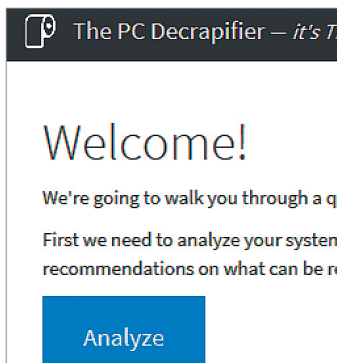 The PC Decrapifier — it's T
Welcome!
We're going to walk you through a q
First we need to analyze your system
recommendations on what can be re
Analyze